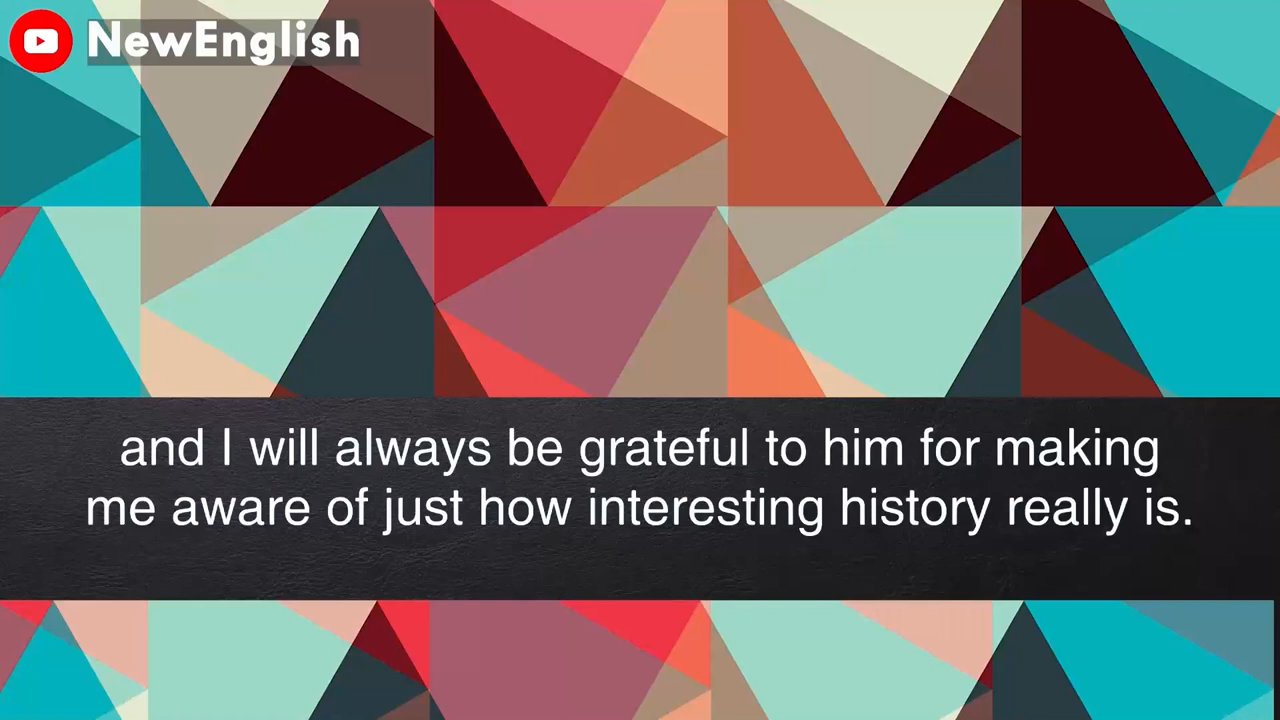 NewEnglish
and I will always be grateful to him for making
me aware of just how interesting history really is.